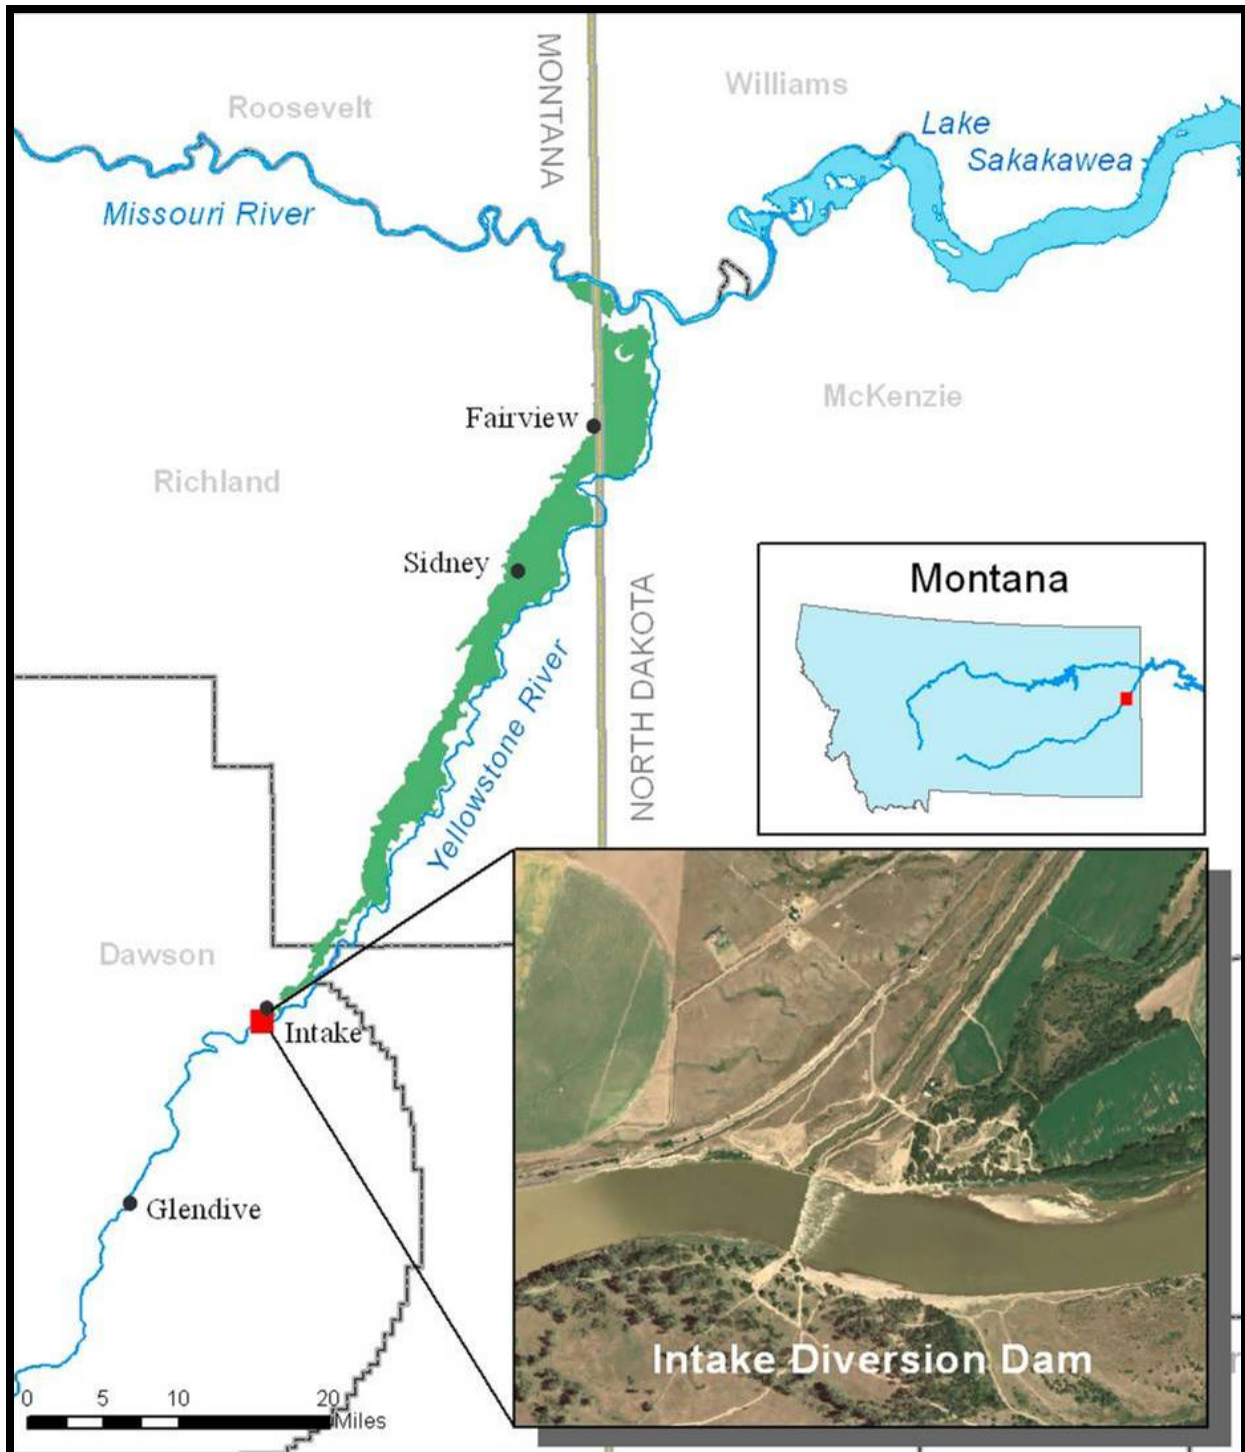 MONTANA
Williams
Roosevelt
Lake
Sakakawea
Missouri River
McKenzie
Fairview
Richland
Sidney
Montana
NORTH DAKOTA
Yellowstone River
Dawson
Intake
Glendive
Intake Diversion Dam
0 5 10 20
Miles